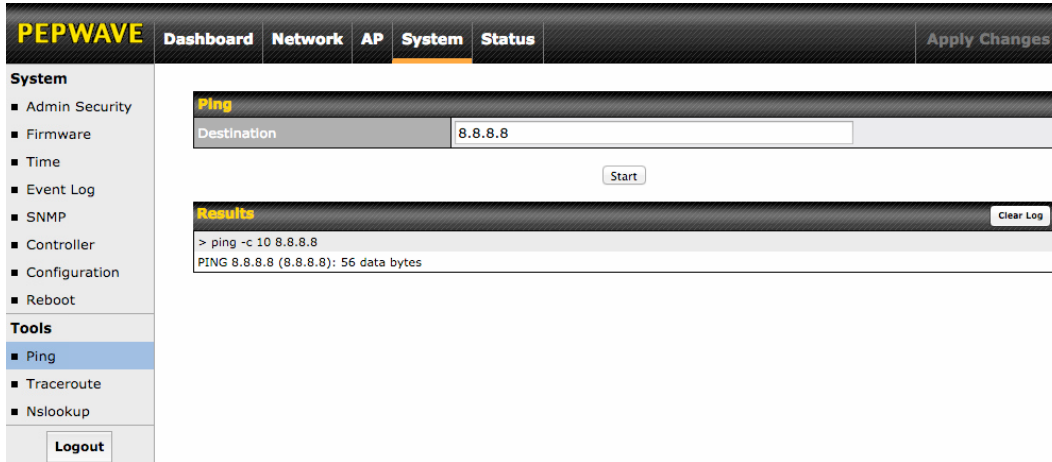 PEPWAVE
Dashboard Network AP System Status Apply Changes
System
Admin Security
Firmware
Time
Event Log
SNMP
Controller
Configuration
Reboot
Tools
Ping
Traceroute
Nslookup
Logout
Ping
Destination 8.8.8.8
Start
Results Clear Log
> ping -c 10 8.8.8.8
PING 8.8.8.8 (8.8.8.8): 56 data bytes